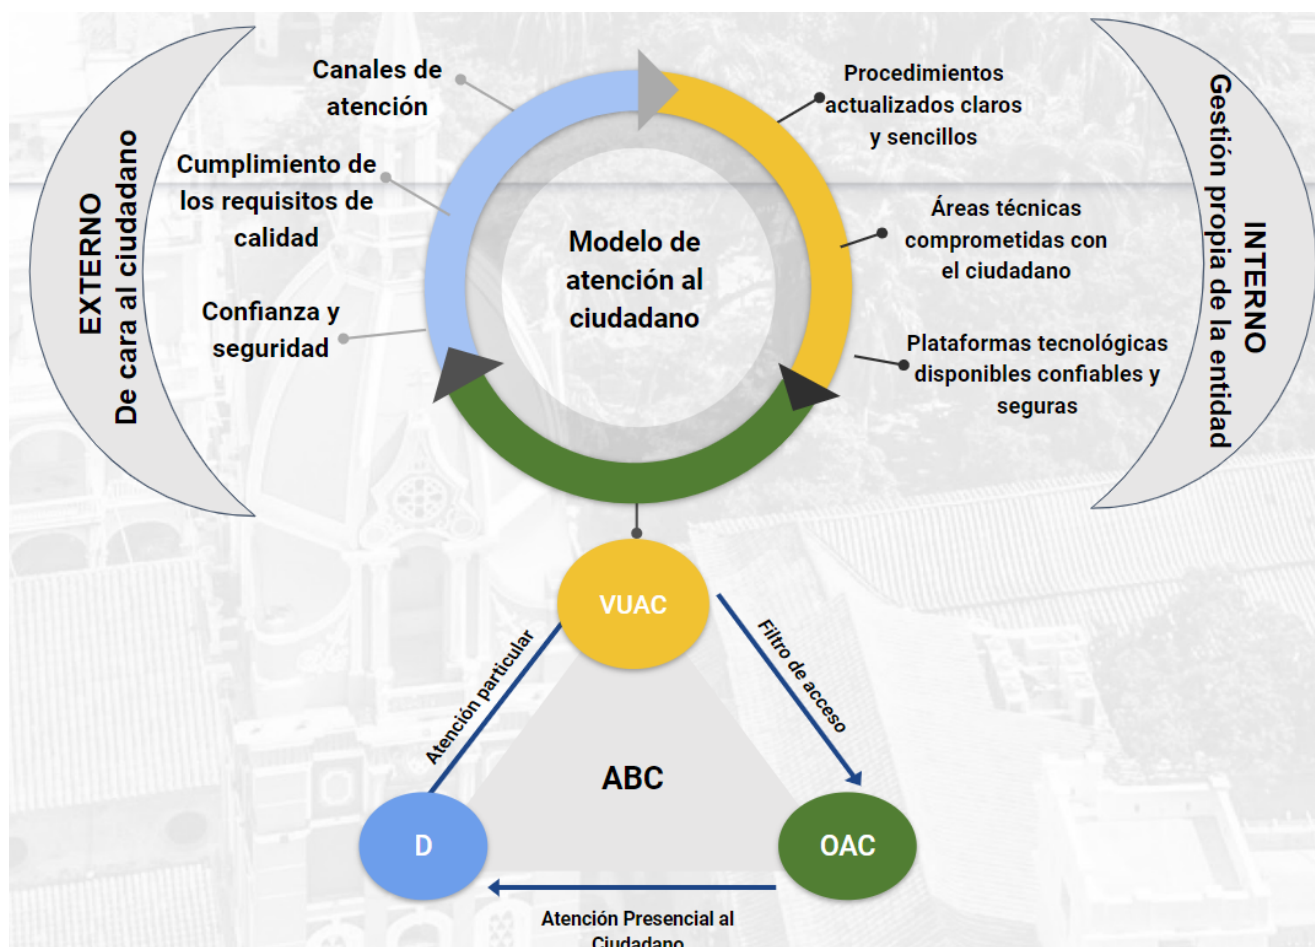 EXTERNO
De cara al ciudadano
Canales de
atención
Cumplimiento de
los requisitos de
calidad
Confianza y
seguridad
Modelo de
atención al
ciudadano
Procedimientos
actualizados claros
y sencillos
Áreas técnicas
comprometidas con
el ciudadano
Plataformas tecnológicas
disponibles confiables y
seguras
INTERNO
Gestión propia de la entidad
VUAC
Atención particular
Filtro de acceso
ABC
D
OAC
Atención Presencial al
Ciudadano